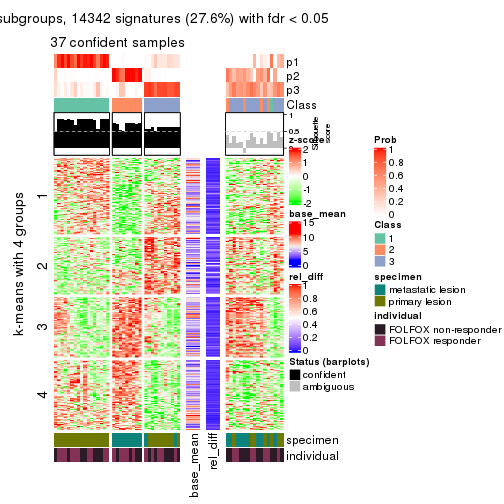 subgroups, 14342 signatures (27.6%) with fdr < 0.05
37 confident samples
p1
p2
p3
Class
1
0.5
0
Silhouette
score
z-score
2
1
0
-1
-2
base_mean
15
10
5
0
rel_diff
1
0.8
0.6
0.4
0.2
0
Status (barplots)
confident
ambiguous
Prob
1
0.8
0.6
0.4
0.2
0
Class
1
2
3
specimen
metastatic lesion
primary lesion
individual
FOLFOX non-responder
FOLFOX responder
k-means with 4 groups
1
2
3
4
specimen
individual
base_mean
rel_diff